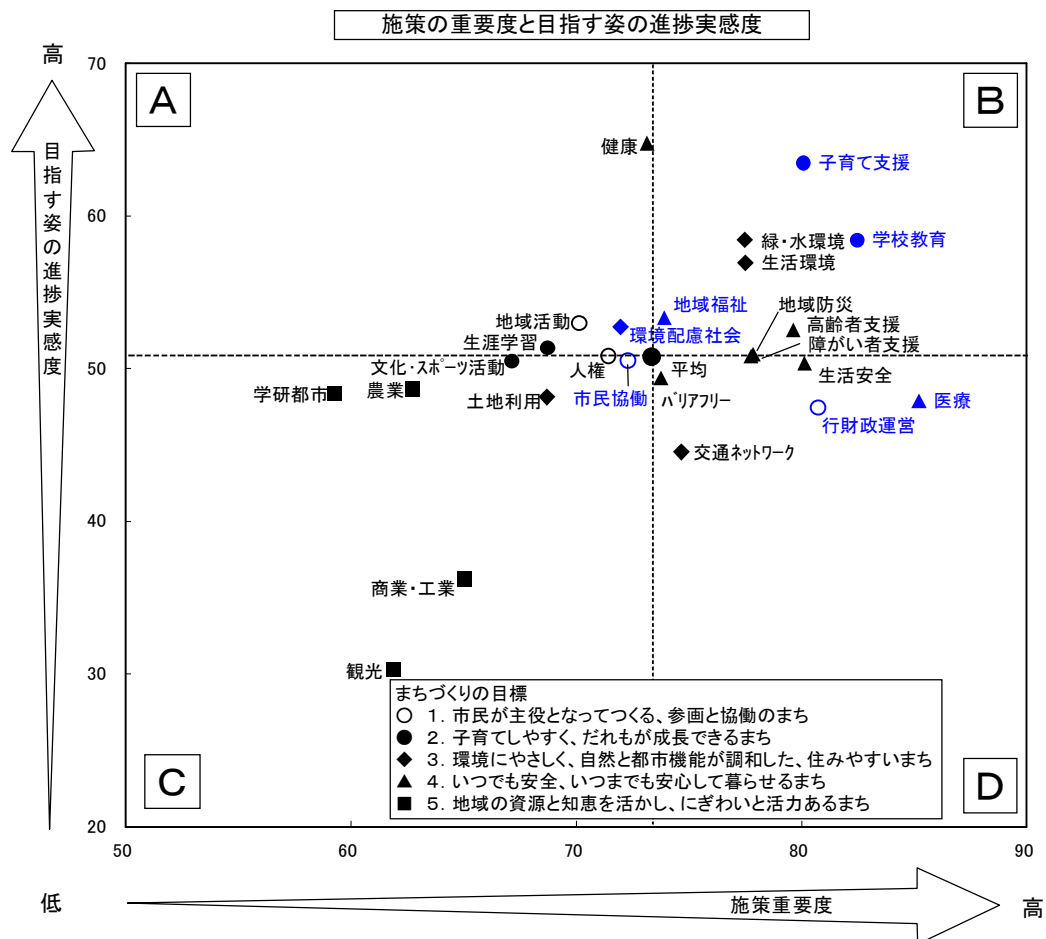 施策の重要度と目指す姿の進捗実感度
高
70
A
B
目指す姿の進捗実感度
健康
子育て支援
60
緑・水環境
学校教育
生活環境
地域福祉
地域防災
地域活動
環境配慮社会
高齢者支援
生涯学習
障がい者支援
文化・スポーツ活動
人権
平均
生活安全
50
学研都市
農業
土地利用
市民協働
バリアフリー
医療
行財政運営
交通ネットワーク
40
商業・工業
観光
30
まちづくりの目標
○ 1．市民が主役となってつくる、参画と協働のまち
● 2．子育てしやすく、だれもが成長できるまち
◆ 3．環境にやさしく、自然と都市機能が調和した、住みやすいまち
▲ 4．いつでも安全、いつまでも安心して暮らせるまち
■ 5．地域の資源と知恵を活かし、にぎわいと活力あるまち
C
D
20
50
60
70
80
90
低
施策重要度
高